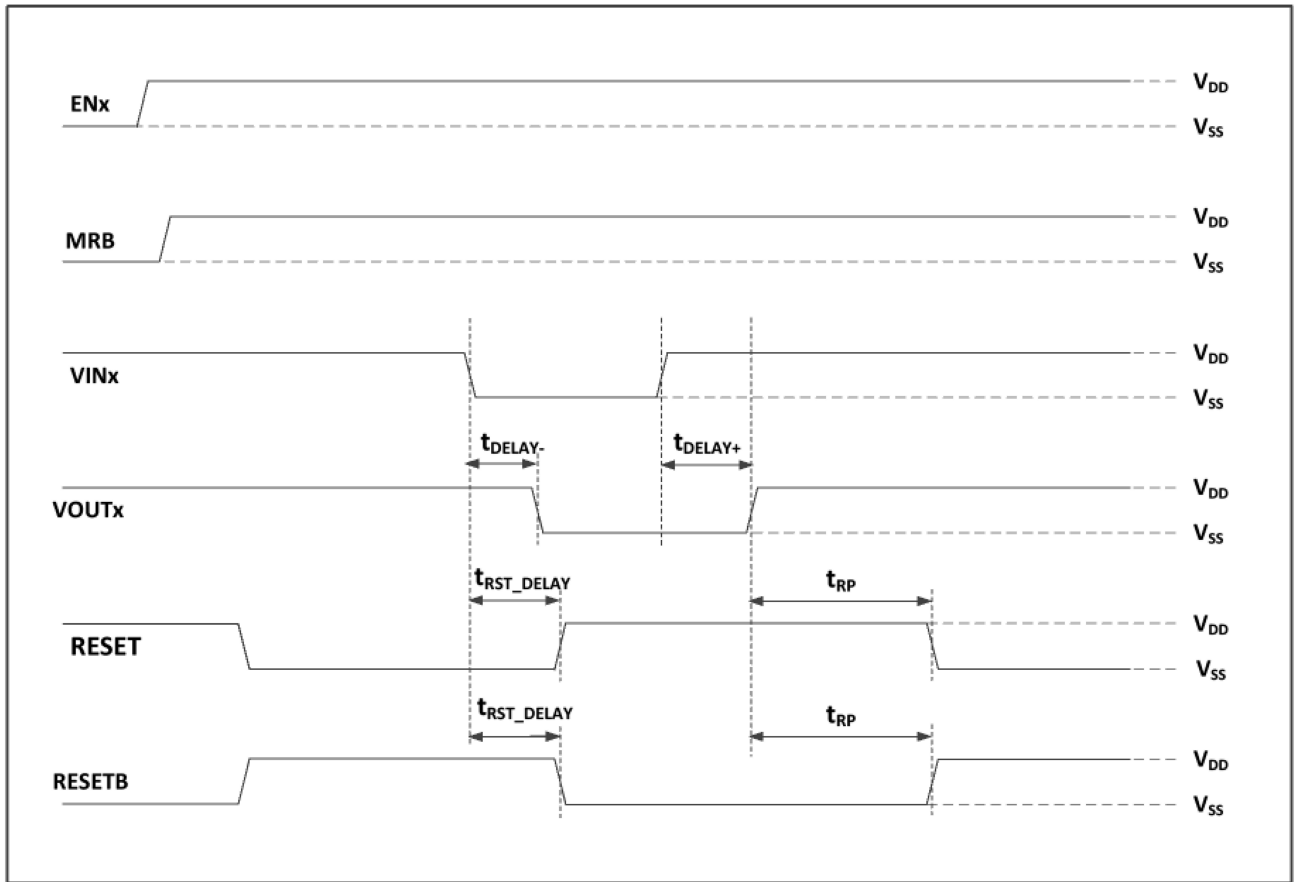 ENx
V_DD
V_SS
MRB
V_DD
V_SS
VINx
V_DD
V_SS
t_DELAY-
t_DELAY+
VOUTx
V_DD
V_SS
t_RST_DELAY
t_RP
RESET
V_DD
V_SS
t_RST_DELAY
t_RP
RESETB
V_DD
V_SS